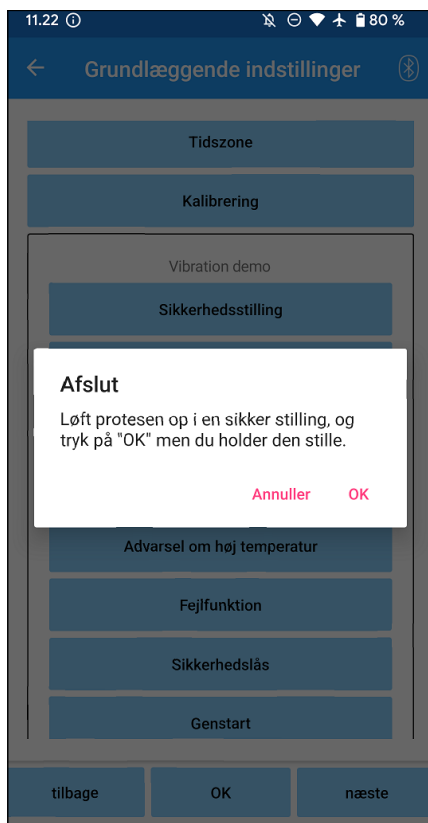 11.22
80 %
Grundlæggende indstillinger
Tidszone
Kalibrering
Vibration demo
Sikkerhedsstilling
Afslut
Løft protesen op i en sikker stilling, og
tryk på "OK" men du holder den stille.
Annuller OK
Advarsel om høj temperatur
Fejlfunktion
Sikkerhedslås
Genstart
tilbage OK næste